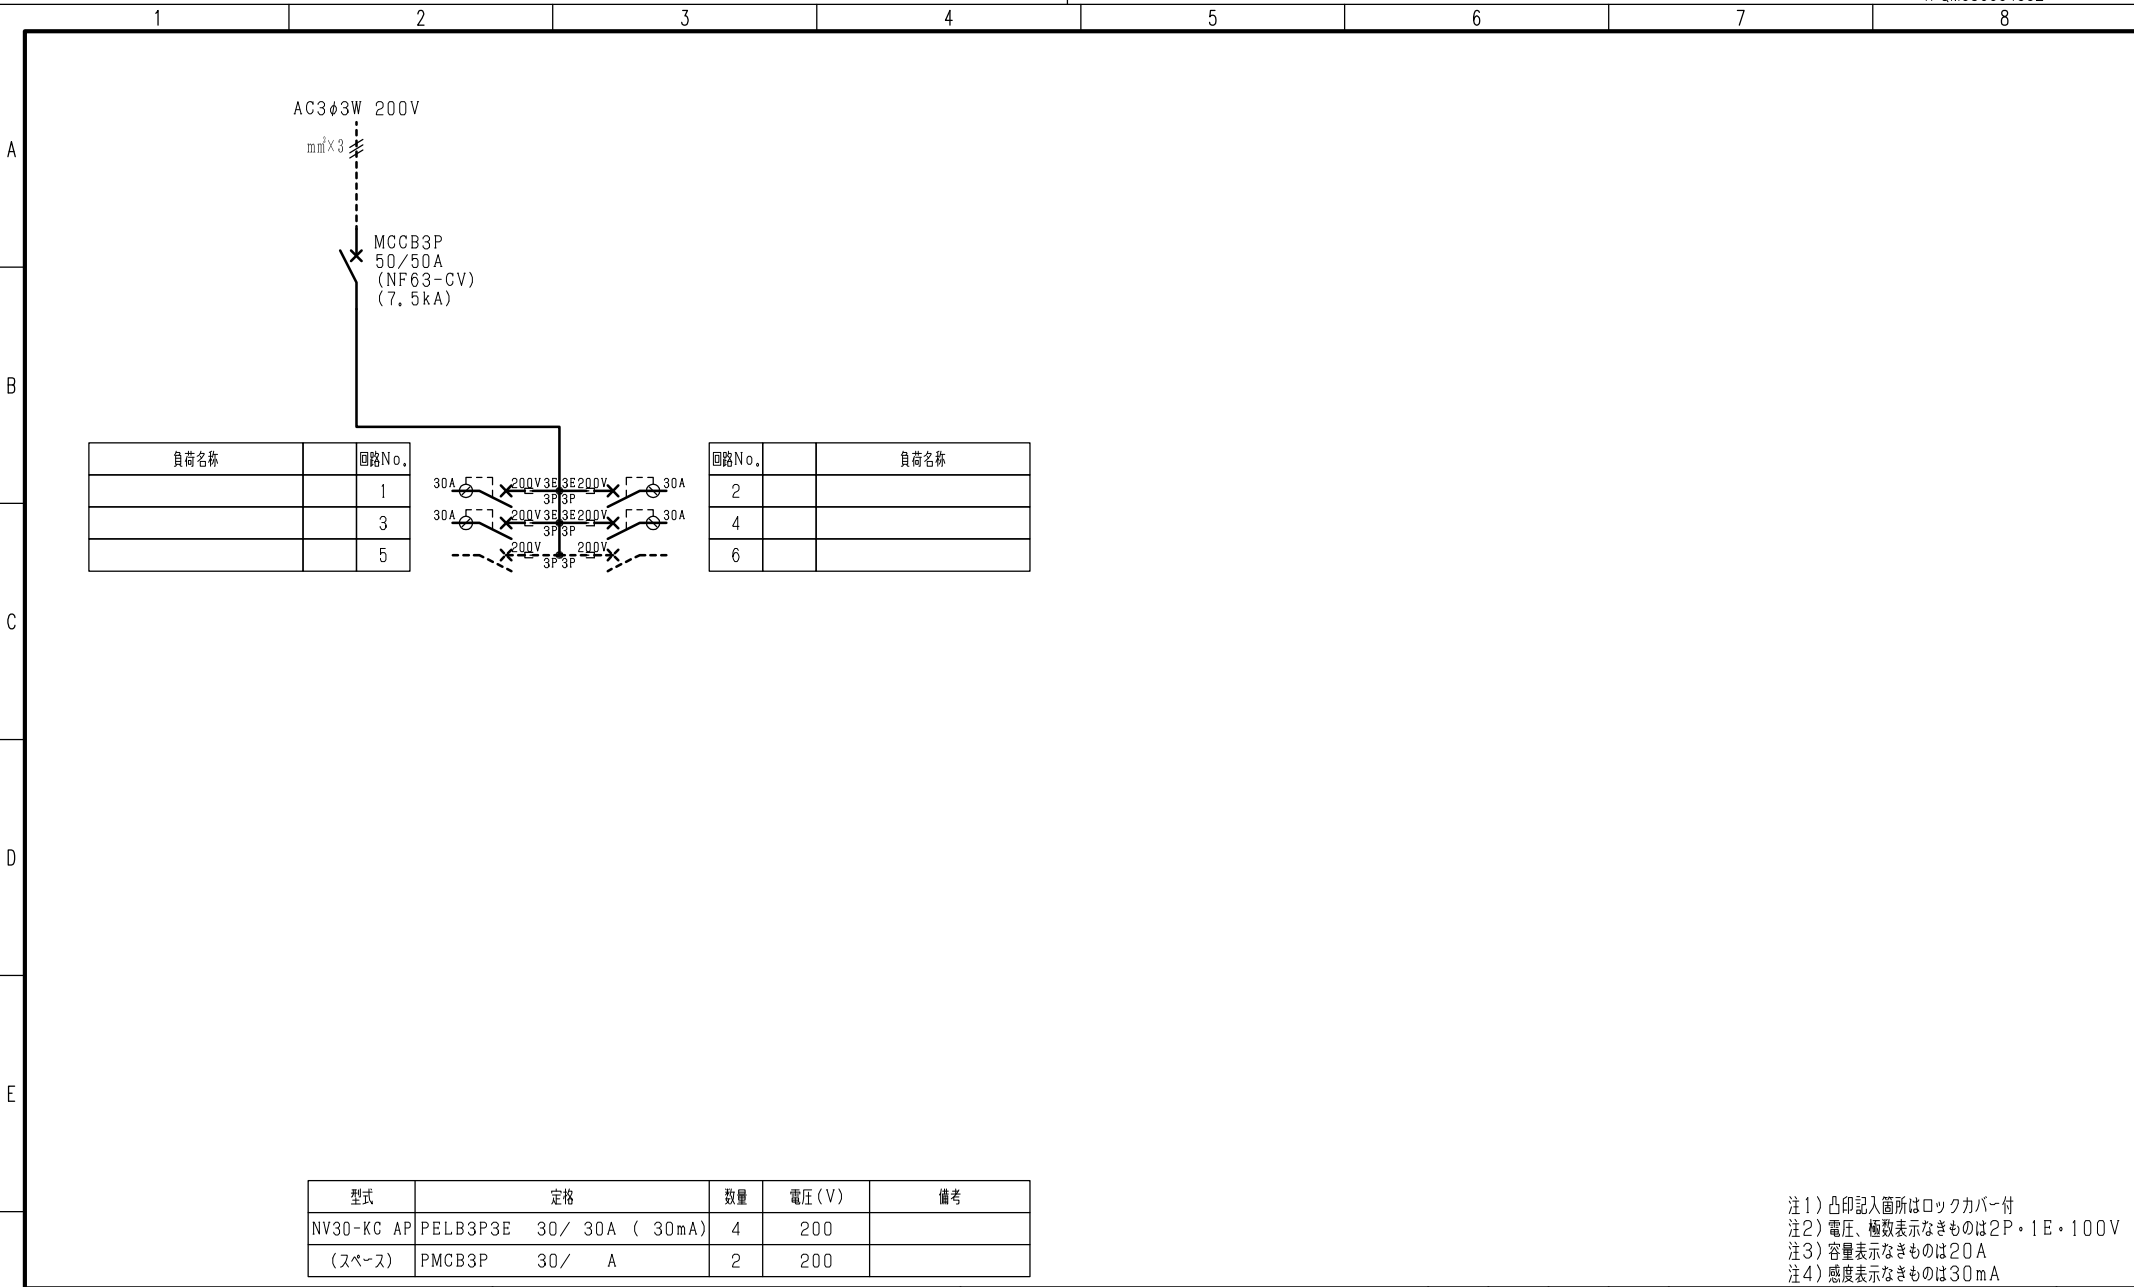 1 2 3 4 5 6 7 8
A
B
C
D
E
AC3φ3W 200V
mm²×3
MCCB3P
50/50A
(NF63-CV)
(7.5kA)
負荷名称 回路No.
1
3
5
30A 200V 3E 3E 200V 30A
3P 3P
30A 200V 3E 3E 200V 30A
3P 3P
200V 200V
3P 3P
回路No. 負荷名称
2
4
6
型式 定格 数量 電圧(V) 備考
NV30-KC AP PELB3P3E 30/ 30A ( 30mA) 4 200
(スペース) PMCB3P 30/ A 2 200
注1)凸印記入箇所はロックカバー付
注2)電圧、極数表示なきものは2P・1E・100V
注3)容量表示なきものは20A
注4)感度表示なきものは30mA